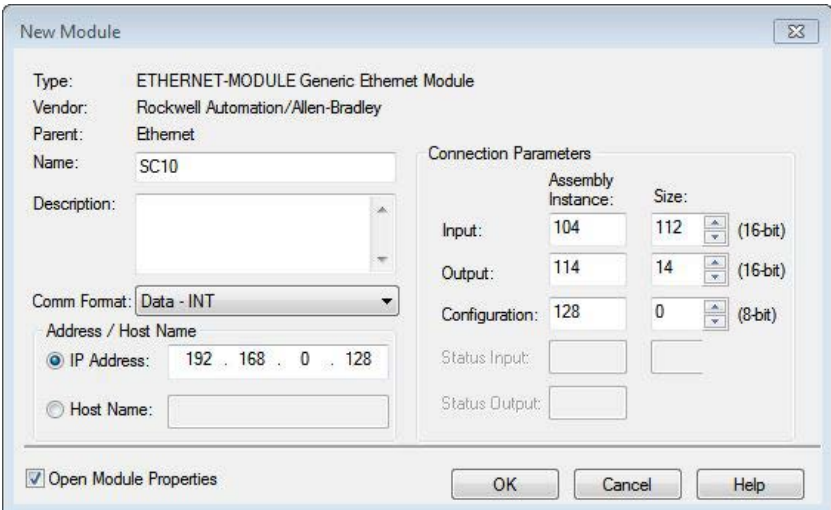 New Module
Type: ETHERNET-MODULE Generic Ethernet Module
Vendor: Rockwell Automation/Allen-Bradley
Parent: Ethernet
Name: SC10
Description:
Comm Format: Data - INT
Address / Host Name
IP Address: 192 . 168 . 0 . 128
Host Name:
Connection Parameters
Assembly
Instance: Size:
Input: 104 112 (16-bit)
Output: 114 14 (16-bit)
Configuration: 128 0 (8-bit)
Status Input:
Status Output:
Open Module Properties
OK Cancel Help